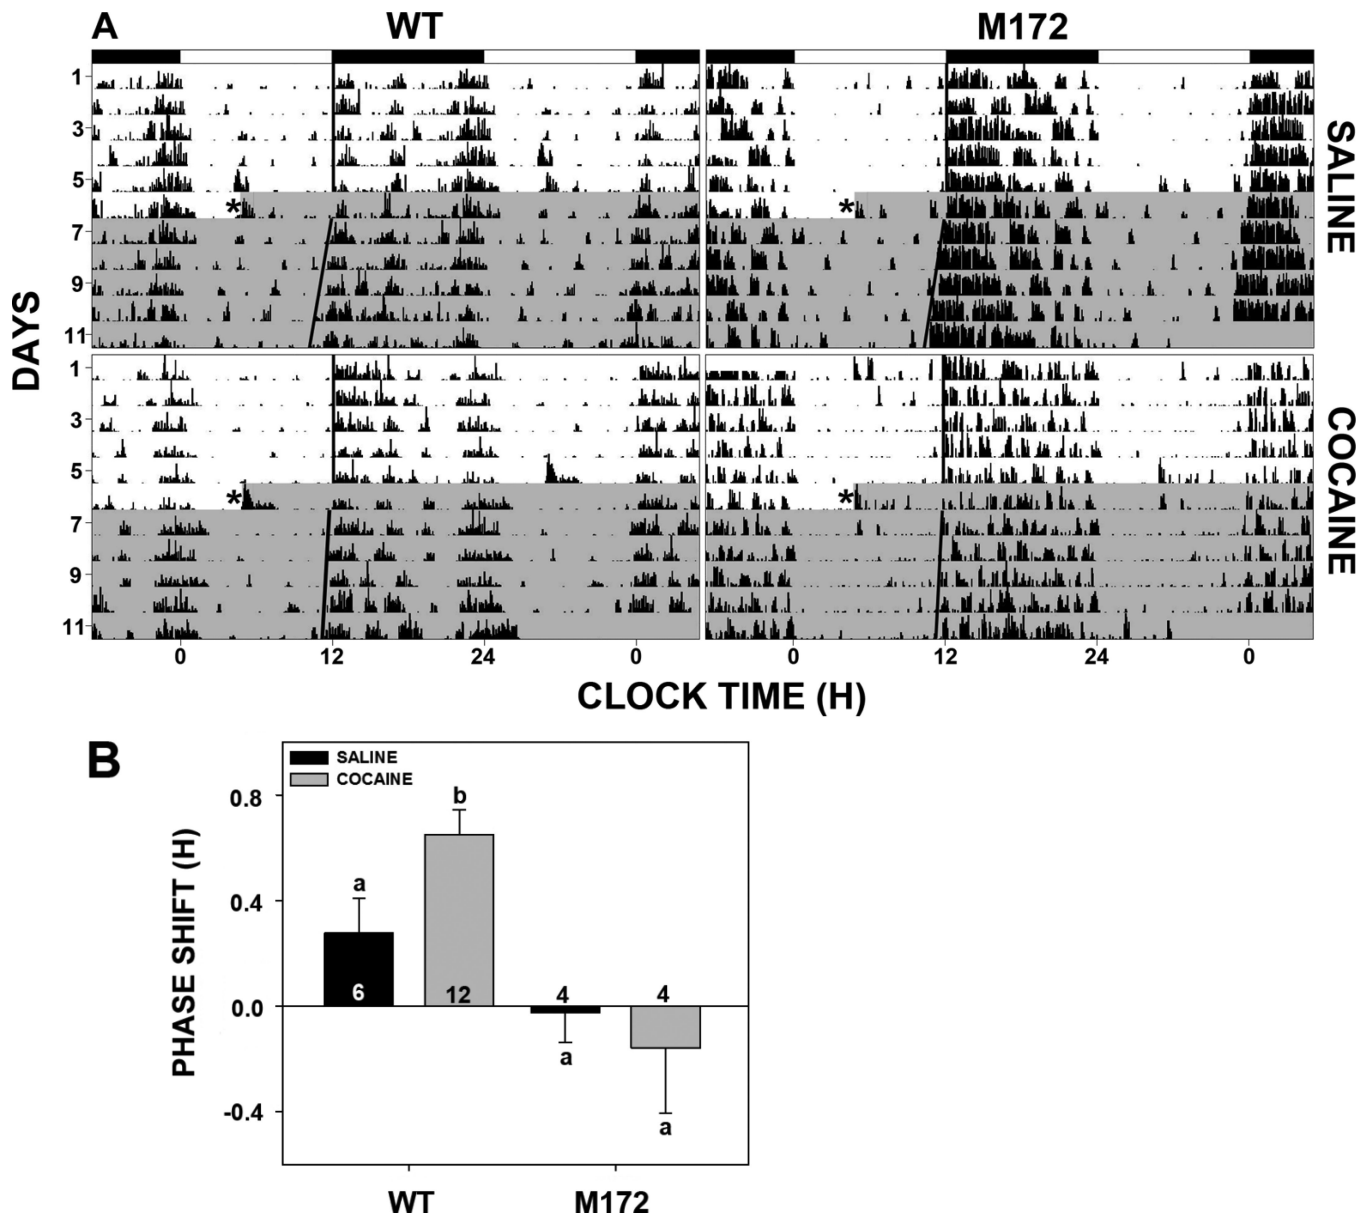 A WT M172
1
3
5
*
*
7
9
11
SALINE
DAYS
1
3
5
*
*
7
9
11
COCAINE
0 12 24 0 0 12 24 0
CLOCK TIME (H)
B
SALINE
COCAINE
0.8
0.4
0.0
-0.4
PHASE SHIFT (H)
a
b
6
12
4
4
a
a
WT M172